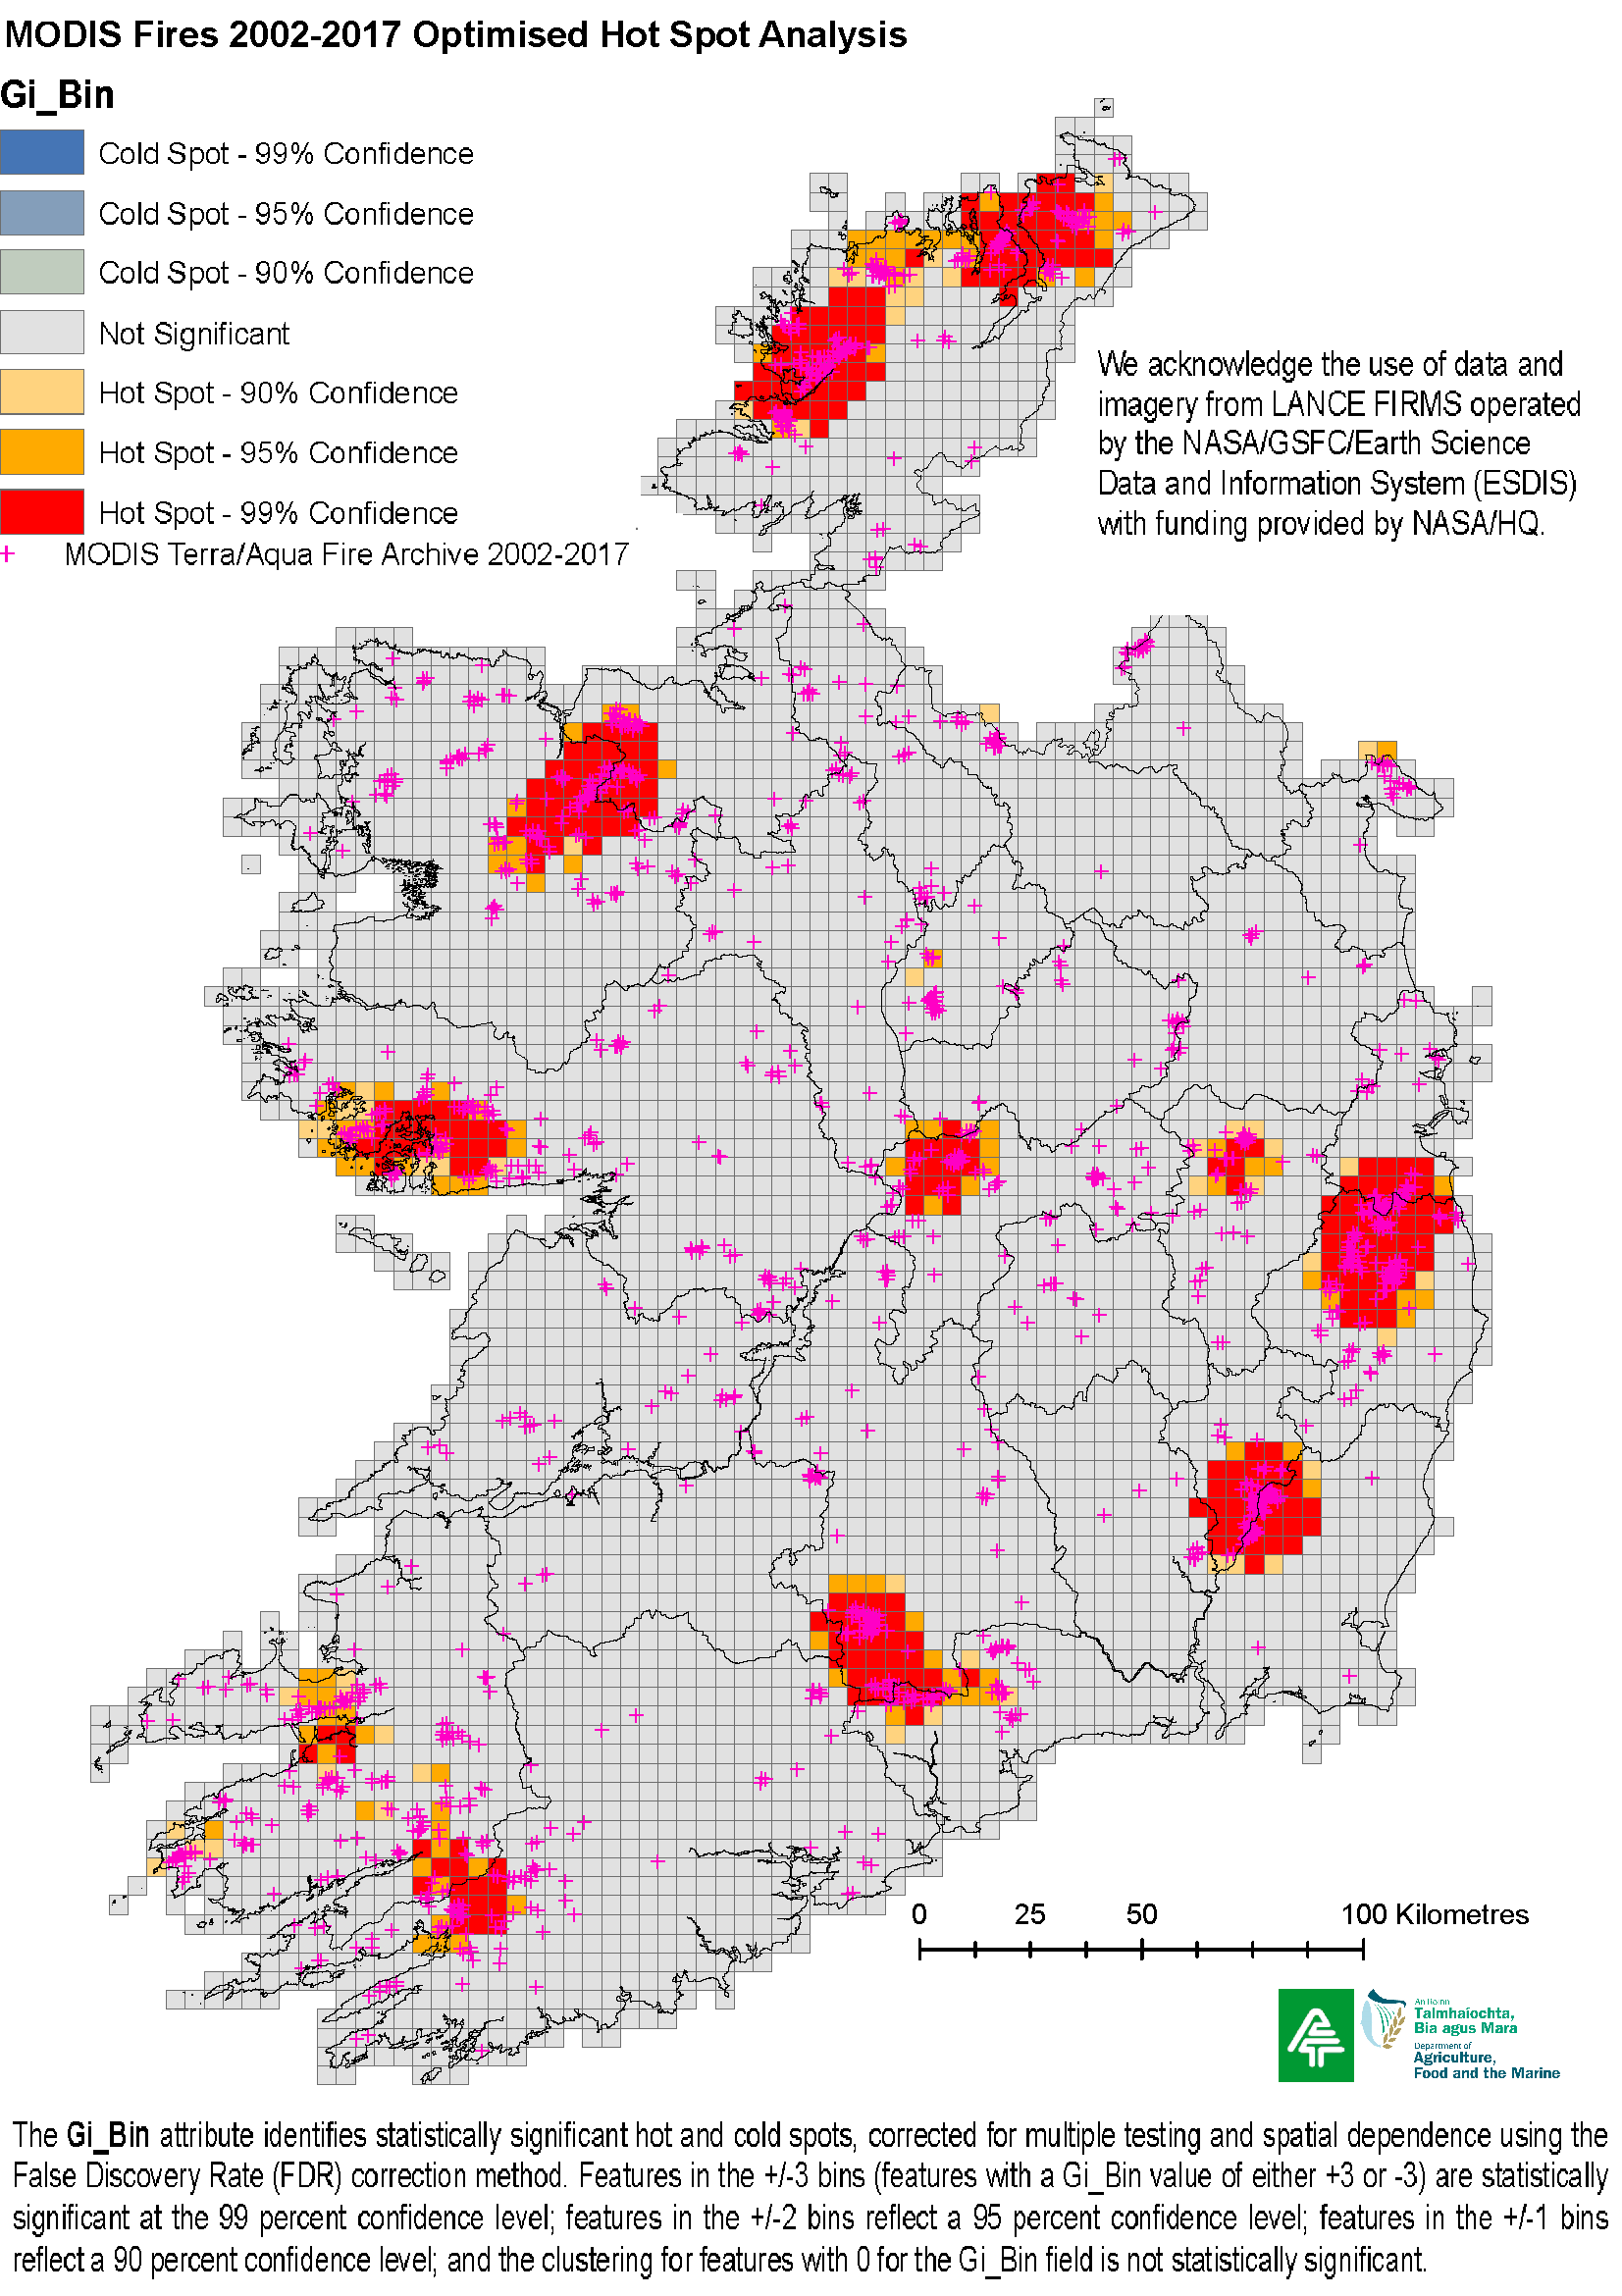 MODIS Fires 2002-2017 Optimised Hot Spot Analysis
Gi_Bin
Cold Spot - 99% Confidence
Cold Spot - 95% Confidence
Cold Spot - 90% Confidence
Not Significant
Hot Spot - 90% Confidence
Hot Spot - 95% Confidence
Hot Spot - 99% Confidence
MODIS Terra/Aqua Fire Archive 2002-2017
We acknowledge the use of data and
imagery from LANCE FIRMS operated
by the NASA/GSFC/Earth Science
Data and Information System (ESDIS)
with funding provided by NASA/HQ.
0 25 50 100 Kilometres
An Roinn
Talmhaíochta,
Bia agus Mara
Department of
Agriculture,
Food and the Marine
The Gi_Bin attribute identifies statistically significant hot and cold spots, corrected for multiple testing and spatial dependence using the
False Discovery Rate (FDR) correction method. Features in the +/-3 bins (features with a Gi_Bin value of either +3 or -3) are statistically
significant at the 99 percent confidence level; features in the +/-2 bins reflect a 95 percent confidence level; features in the +/-1 bins
reflect a 90 percent confidence level; and the clustering for features with 0 for the Gi_Bin field is not statistically significant.